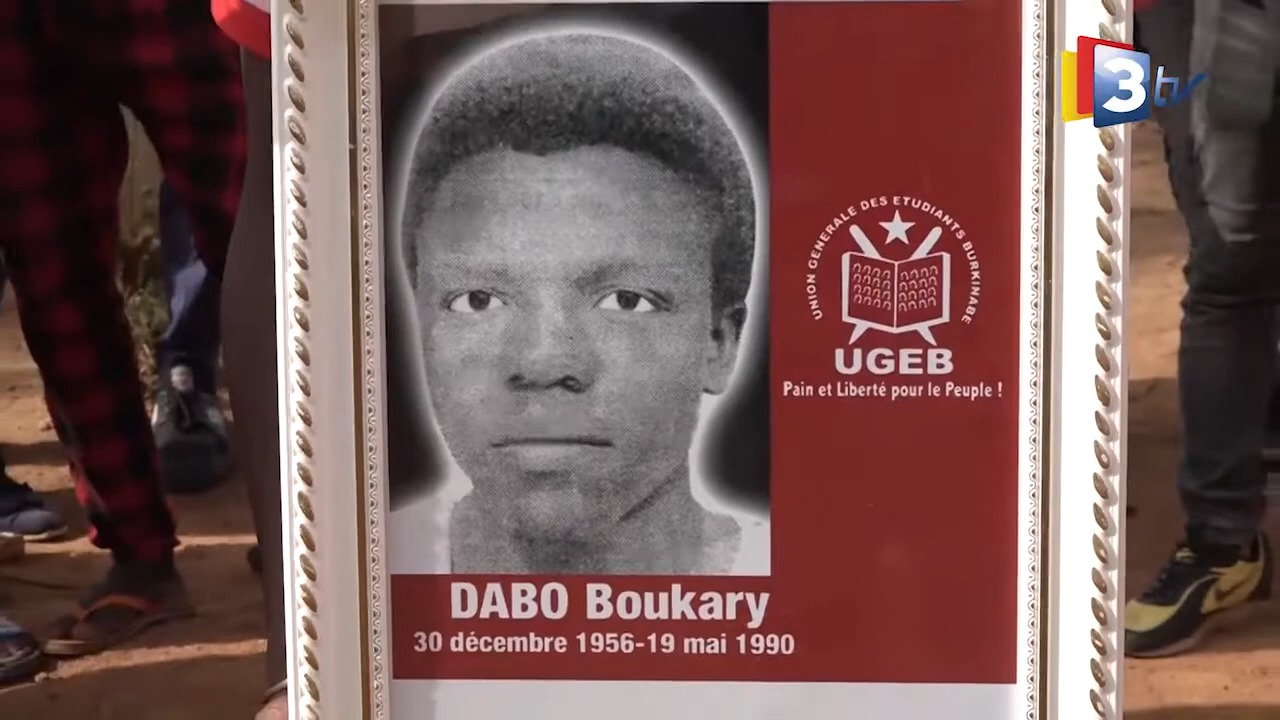 3tv
UNION GENERALE DES ETUDIANTS BURKINABE
UGEB
Pain et Liberté pour le Peuple !
DABO Boukary
30 décembre 1956-19 mai 1990